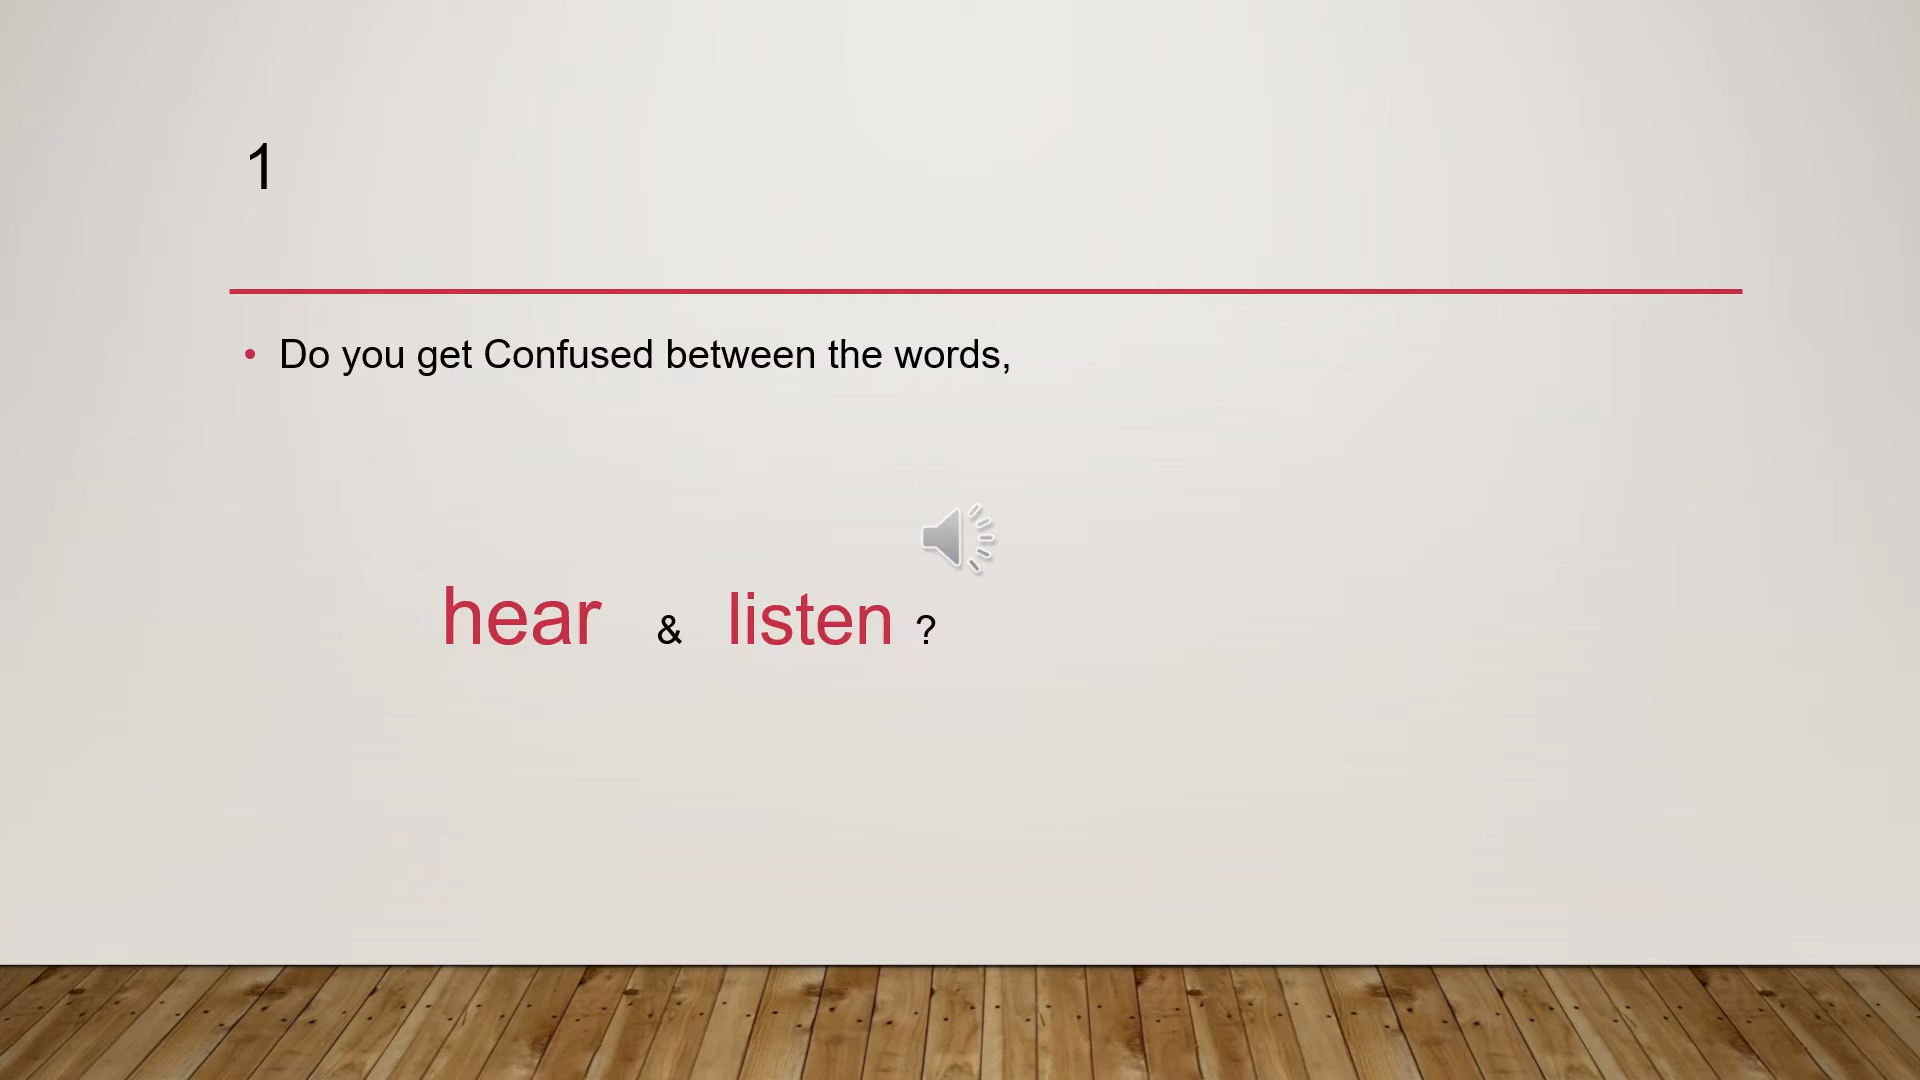 1
• Do you get Confused between the words,
hear & listen ?